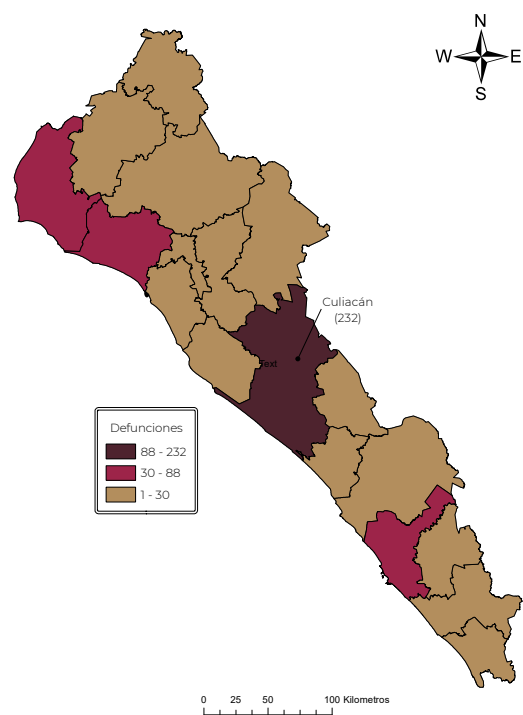 N
W E
S
Culiacán
(232)
Text
Defunciones
88 - 232
30 - 88
1 - 30
0 25 50 100 Kilometros